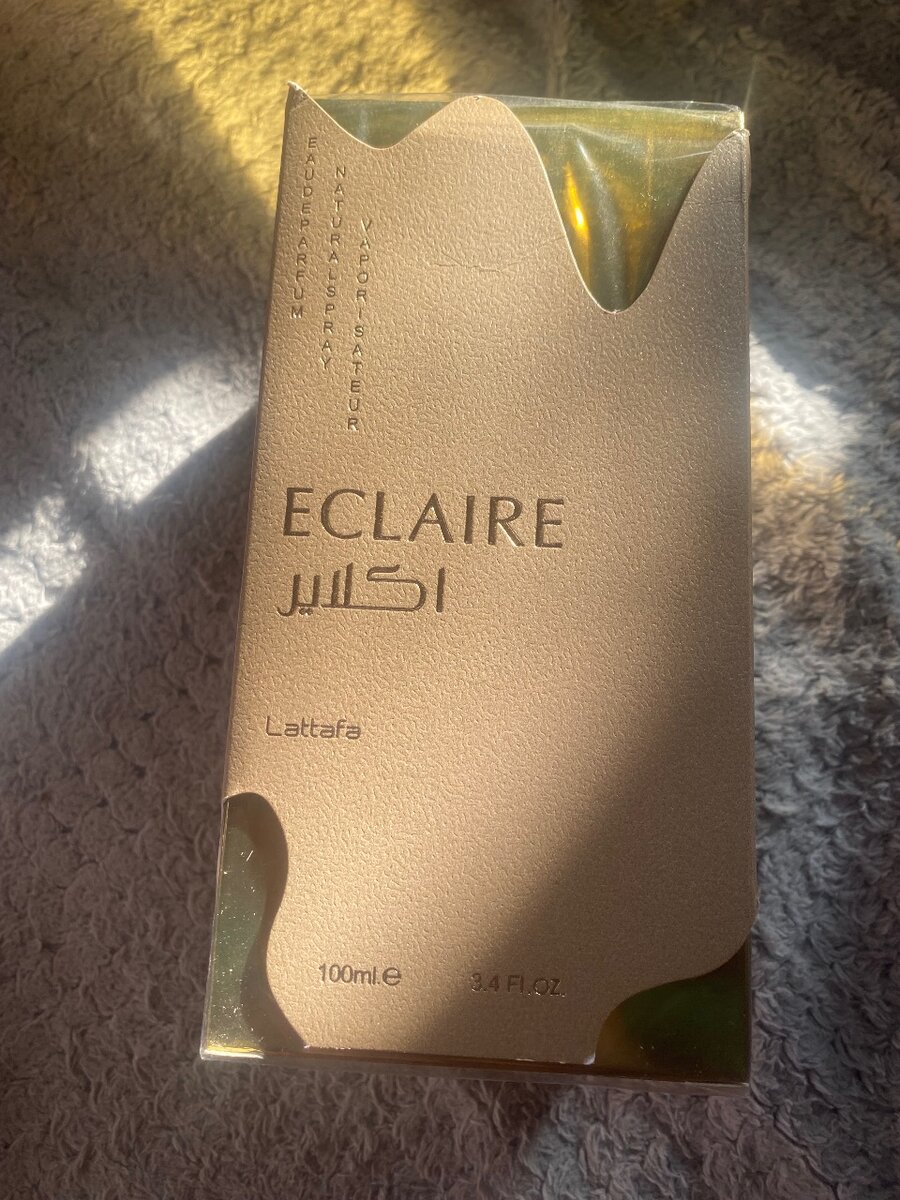 EAU DE PARFUM
NATURAL SPRAY
VAPORISATEUR
ECLAIRE
اكلاير
Lattafa
100ml.e 3.4 Fl.OZ.